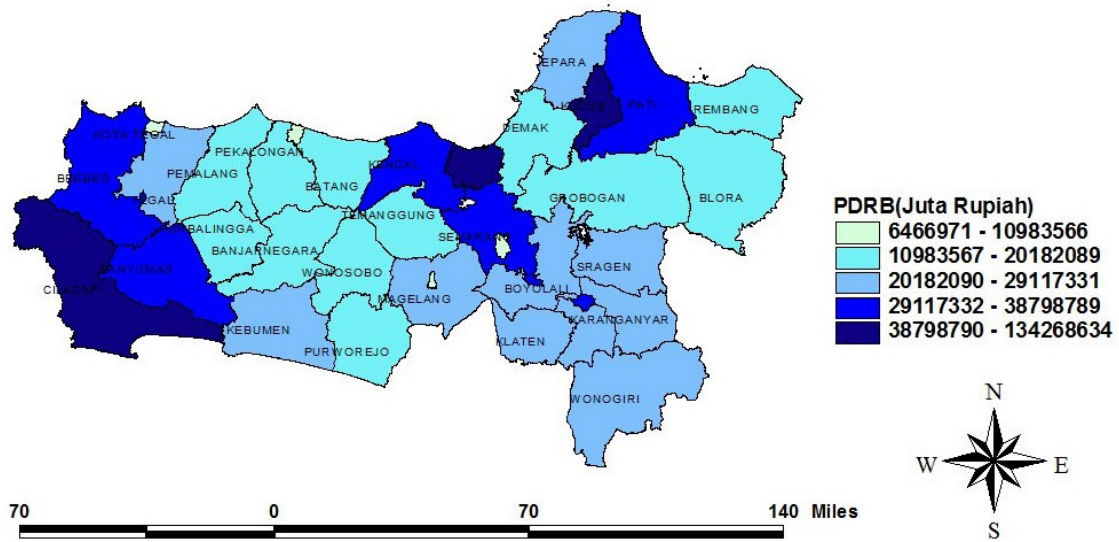 EPARA
KUDUS
PATI
REMBANG
DEMAK
KOTA TEGAL
PEKALONGAN
KENDAL
BREBES
PEMALANG
BATANG
GROBOGAN
BLORA
TEGAL
TEMANGGUNG
BALINGGA
SEMARANG
BANJARNEGARA
BANYUMAS
WONOSOBO
SRAGEN
CILACAP
MAGELANG
BOYOLALI
KEBUMEN
KARANGANYAR
PURWOREJO
KLATEN
WONOGIRI
PDRB(Juta Rupiah)
6466971 - 10983566
10983567 - 20182089
20182090 - 29117331
29117332 - 38798789
38798790 - 134268634
N
W E
S
70 0 70 140 Miles